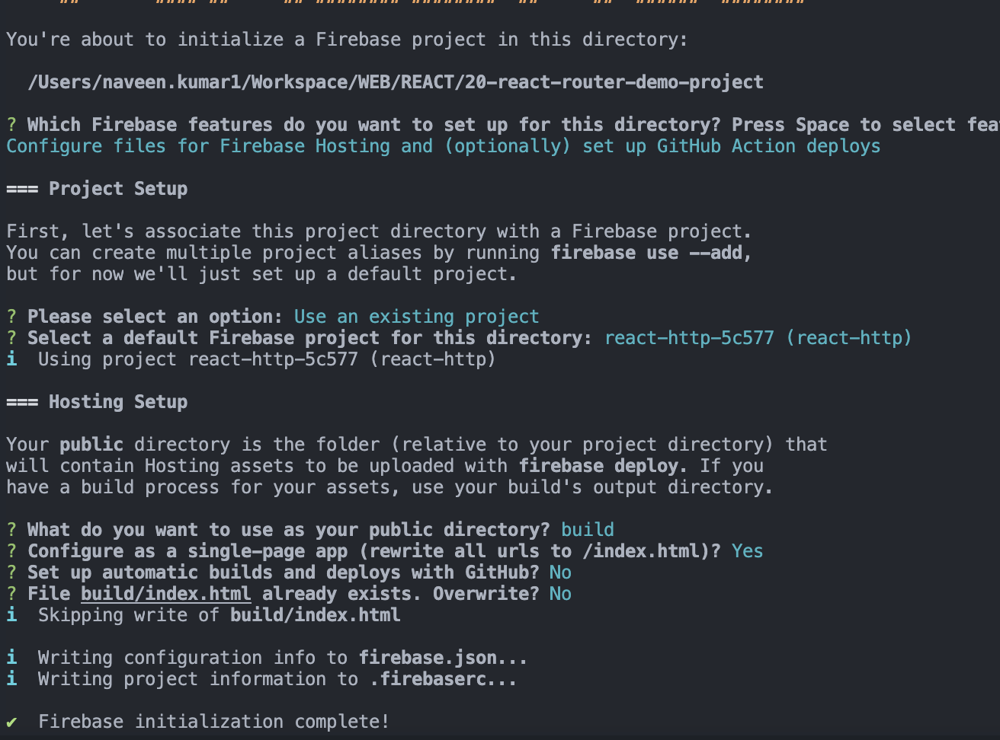 You're about to initialize a Firebase project in this directory:
/Users/naveen.kumar1/Workspace/WEB/REACT/20-react-router-demo-project
? Which Firebase features do you want to set up for this directory? Press Space to select fea
Configure files for Firebase Hosting and (optionally) set up GitHub Action deploys
=== Project Setup
First, let's associate this project directory with a Firebase project.
You can create multiple project aliases by running firebase use --add,
but for now we'll just set up a default project.
? Please select an option: Use an existing project
? Select a default Firebase project for this directory: react-http-5c577 (react-http)
i Using project react-http-5c577 (react-http)
=== Hosting Setup
Your public directory is the folder (relative to your project directory) that
will contain Hosting assets to be uploaded with firebase deploy. If you
have a build process for your assets, use your build's output directory.
? What do you want to use as your public directory? build
? Configure as a single-page app (rewrite all urls to /index.html)? Yes
? Set up automatic builds and deploys with GitHub? No
? File build/index.html already exists. Overwrite? No
i Skipping write of build/index.html
i Writing configuration info to firebase.json...
i Writing project information to .firebaserc...
✔ Firebase initialization complete!